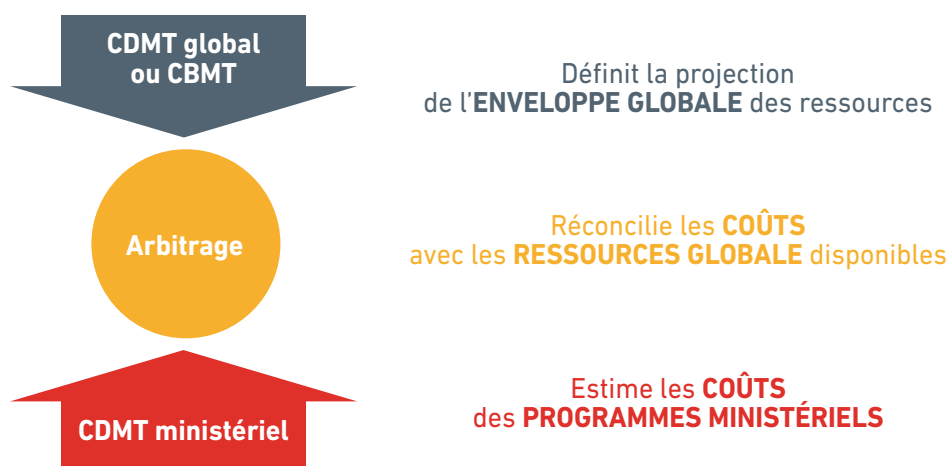 CDMT global
ou CBMT
Définit la projection
de l'ENVELOPPE GLOBALE des ressources
Arbitrage
Réconcilie les COÛTS
avec les RESSOURCES GLOBALE disponibles
CDMT ministériel
Estime les COÛTS
des PROGRAMMES MINISTÉRIELS